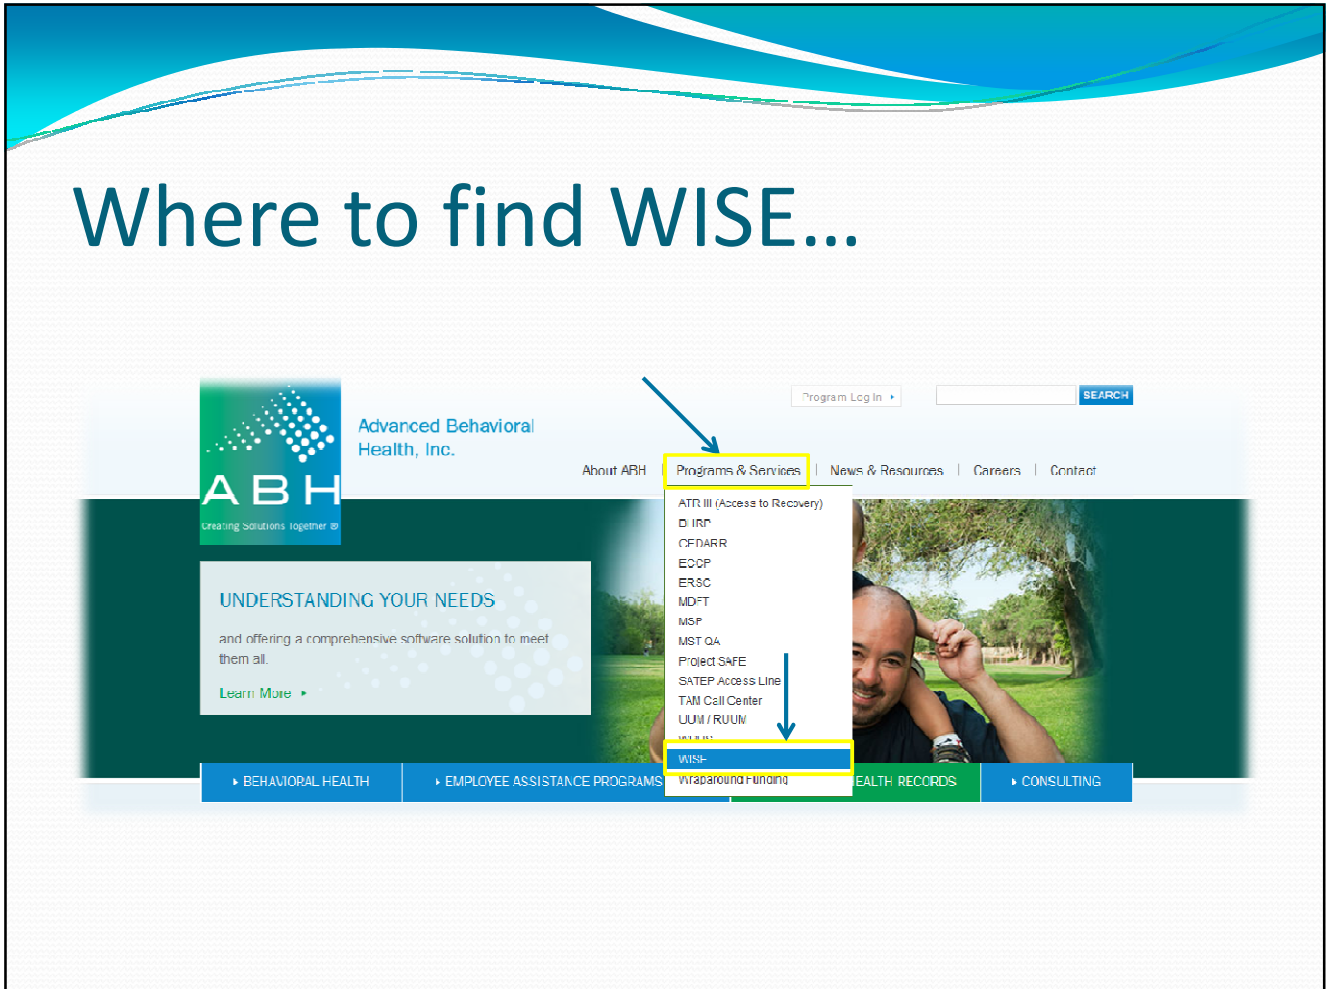 Where to find WISE...
Program Log In
SEARCH
Advanced Behavioral
Health, Inc.
About ABH | Programs & Services | News & Resources | Careers | Contact
ABH
Creating Solutions Together ®
ATR III (Access to Recovery)
BHRP
CEDARR
ECCP
ERSC
MDFT
MSP
MST QA
Project SAFE
SATEP Access Line
TAM Call Center
UUM / RUUM
WISE
Wraparound Funding
UNDERSTANDING YOUR NEEDS
and offering a comprehensive software solution to meet
them all.
Learn More
BEHAVIORAL HEALTH
EMPLOYEE ASSISTANCE PROGRAMS
EALTH RECORDS
CONSULTING